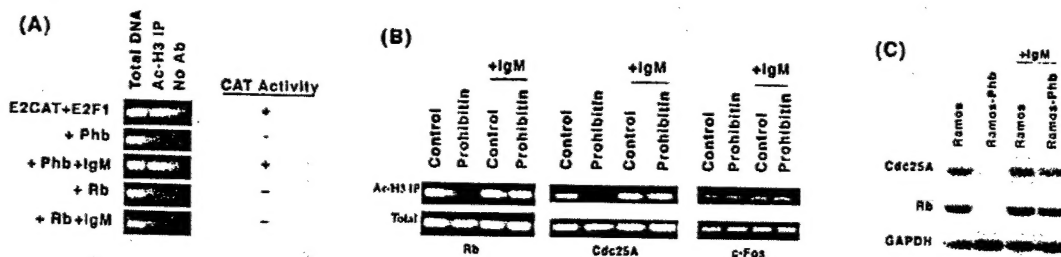 (A)
Total DNA
Ac-H3 IP
No Ab
CAT Activity
E2CAT+E2F1 +
+ Phb -
+ Phb+IgM +
+ Rb –
+ Rb+IgM –
(B)
+IgM
+IgM
+IgM
Control
Prohibitin
Control
Prohibitin
Control
Prohibitin
Control
Prohibitin
Control
Prohibitin
Control
Prohibitin
Ac-H3 IP
Total
Rb
Cdc25A
c-Fos
(C)
+IgM
Ramos
Ramos-Phb
Ramos
Ramos-Phb
Cdc25A
Rb
GAPDH